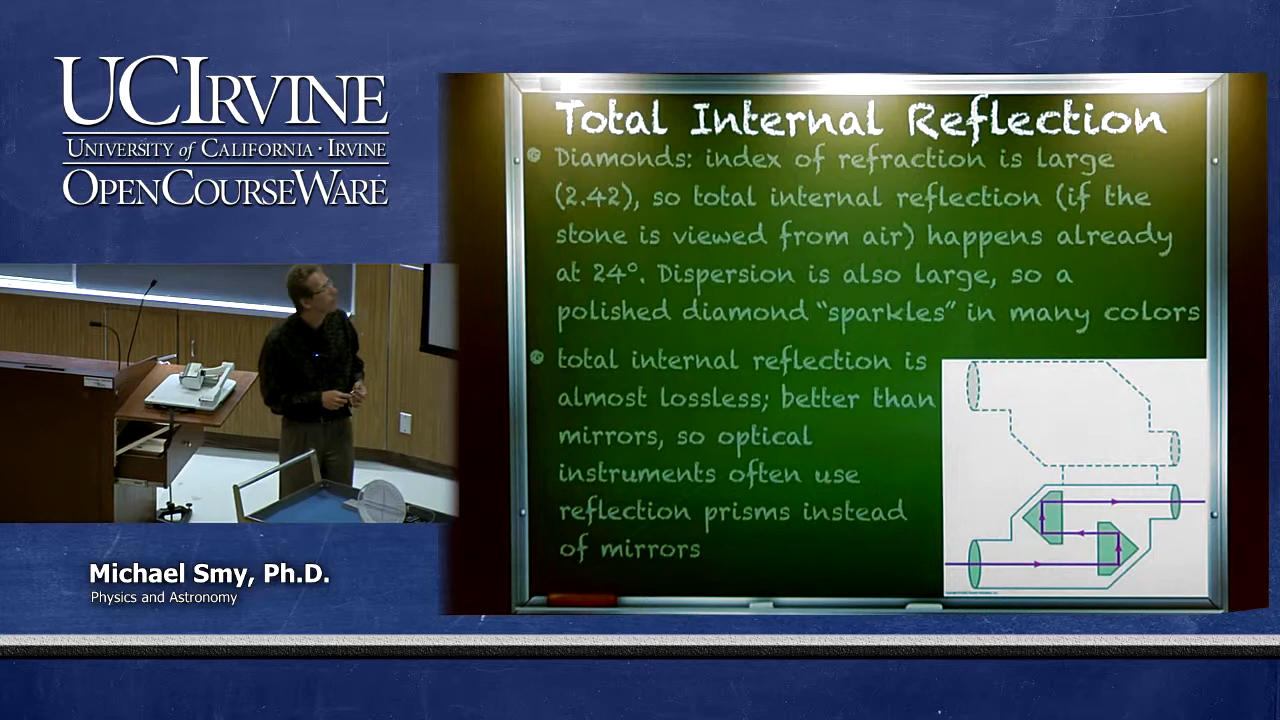 UCIRVINE
UNIVERSITY of CALIFORNIA · IRVINE
OPENCOURSEWARE
Michael Smy, Ph.D.
Physics and Astronomy
Total Internal Reflection
Diamonds: index of refraction is large
(2.42), so total internal reflection (if the
stone is viewed from air) happens already
at 24°. Dispersion is also large, so a
polished diamond “sparkles” in many colors
total internal reflection is
almost lossless; better than
mirrors, so optical
instruments often use
reflection prisms instead
of mirrors